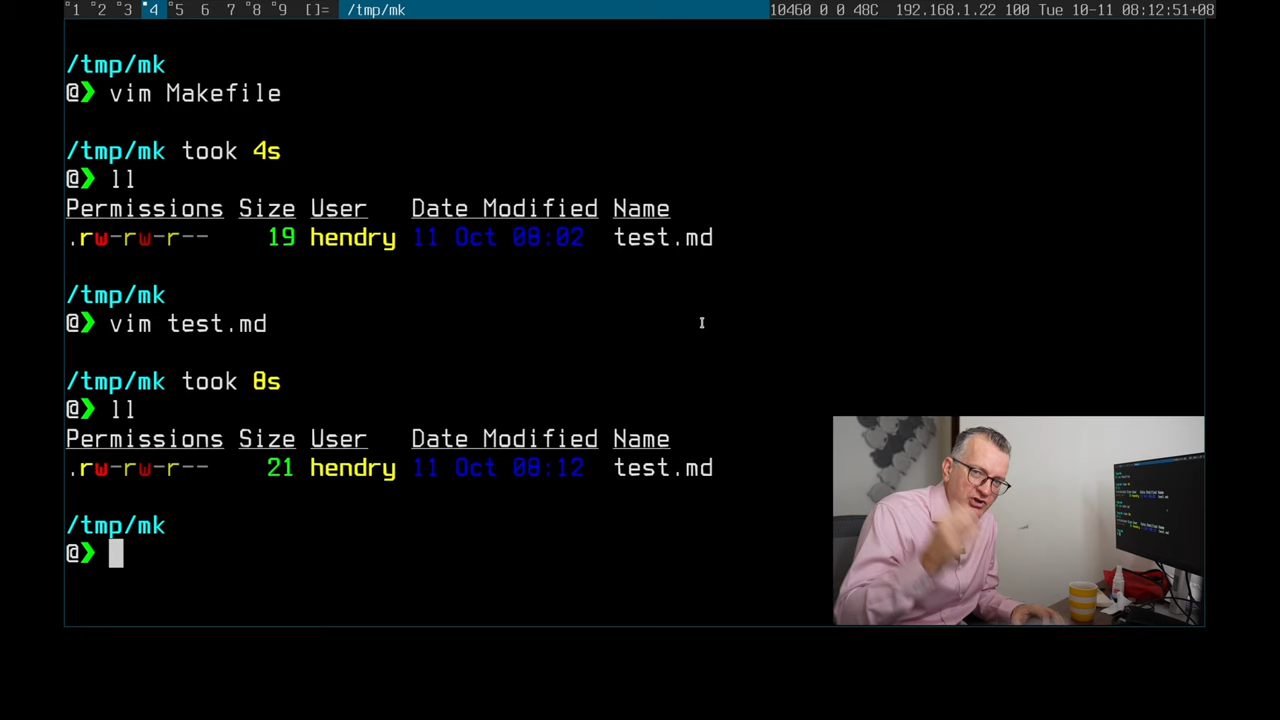 1 2 3 4 5 6 7 8 9 []= /tmp/mk 10460 0 0 48C 192.168.1.22 100 Tue 10-11 08:12:51+08
/tmp/mk
@❯ vim Makefile
/tmp/mk took 4s
@❯ ll
Permissions Size User Date Modified Name
.rw-rw-r-- 19 hendry 11 Oct 08:02 test.md
/tmp/mk
@❯ vim test.md
/tmp/mk took 8s
@❯ ll
Permissions Size User Date Modified Name
.rw-rw-r-- 21 hendry 11 Oct 08:12 test.md
/tmp/mk
@❯